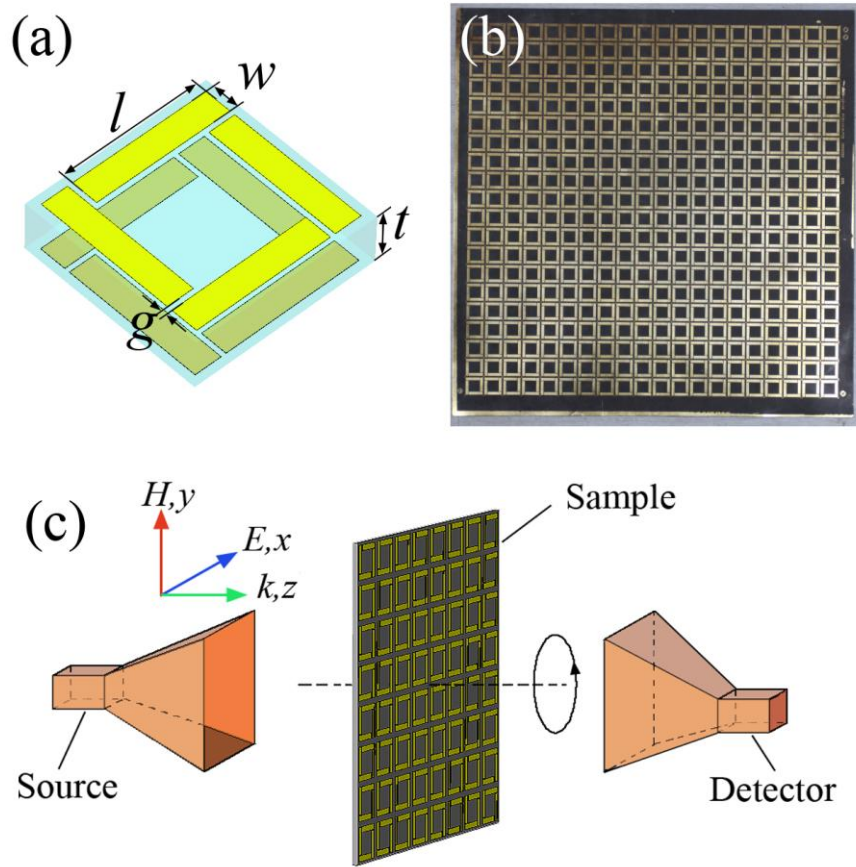 (a)
l
w
t
g
(b)
(c)
H,y
E,x
k,z
Sample
Source
Detector